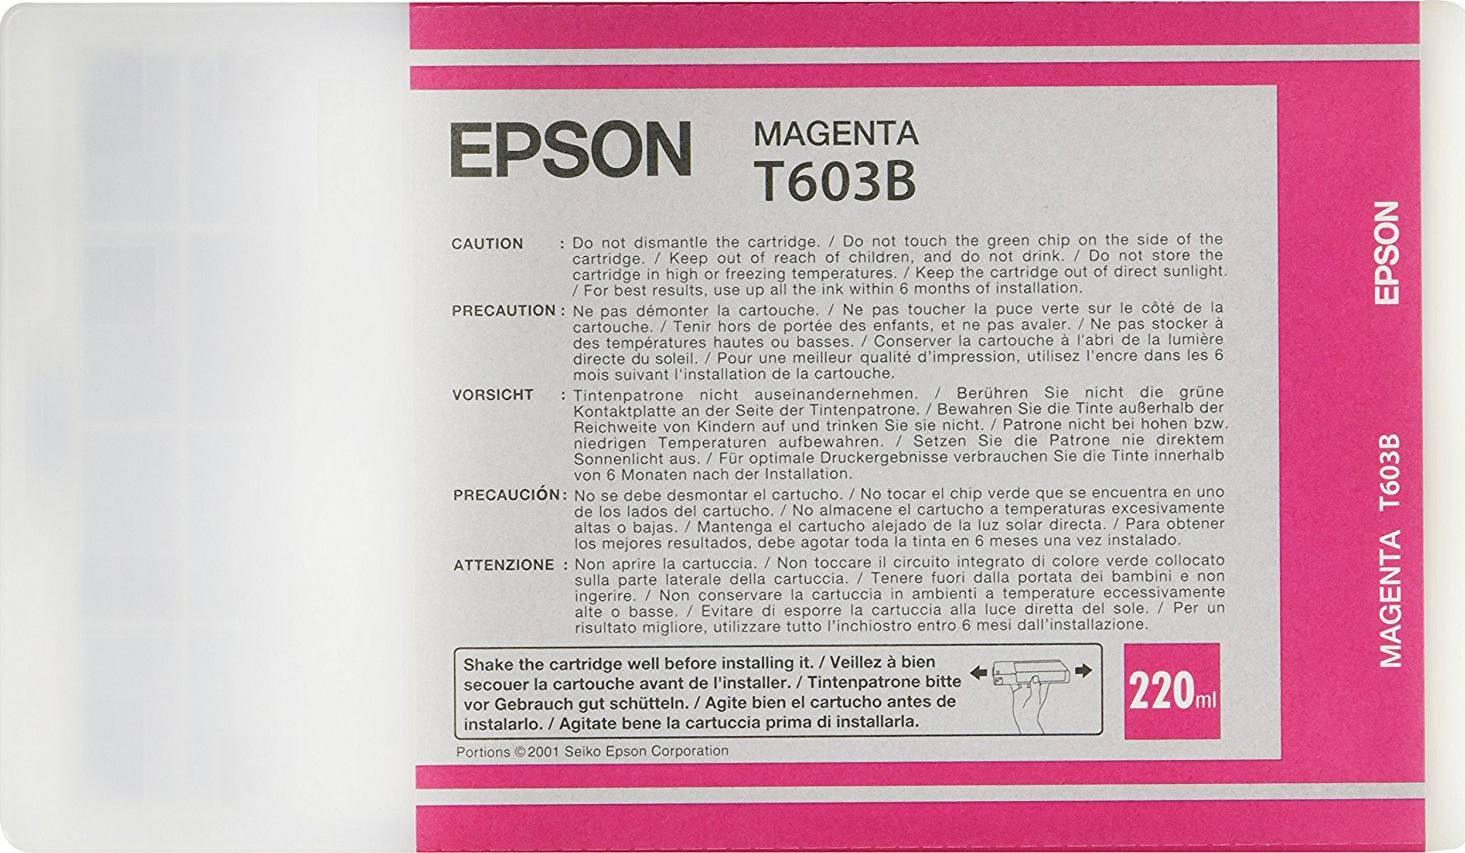 EPSON
MAGENTA
T603B
CAUTION : Do not dismantle the cartridge. / Do not touch the green chip on the side of the
cartridge. / Keep out of reach of children, and do not drink. / Do not store the
cartridge in high or freezing temperatures. / Keep the cartridge out of direct sunlight.
/ For best results, use up all the ink within 6 months of installation.
PRECAUTION : Ne pas démonter la cartouche. / Ne pas toucher la puce verte sur le côté de la
cartouche. / Tenir hors de portée des enfants, et ne pas avaler. / Ne pas stocker à
des températures hautes ou basses. / Conserver la cartouche à l'abri de la lumière
directe du soleil. / Pour une meilleur qualité d'impression, utilisez l'encre dans les 6
mois suivant l'installation de la cartouche.
VORSICHT : Tintenpatrone nicht auseinandernehmen. / Berühren Sie nicht die grüne
Kontaktplatte an der Seite der Tintenpatrone. / Bewahren Sie die Tinte außerhalb der
Reichweite von Kindern auf und trinken Sie sie nicht. / Patrone nicht bei hohen bzw.
niedrigen Temperaturen aufbewahren. / Setzen Sie die Patrone nie direktem
Sonnenlicht aus. / Für optimale Druckergebnisse verbrauchen Sie die Tinte innerhalb
von 6 Monaten nach der Installation.
PRECAUCIÓN : No se debe desmontar el cartucho. / No tocar el chip verde que se encuentra en uno
de los lados del cartucho. / No almacene el cartucho a temperaturas excesivamente
altas o bajas. / Mantenga el cartucho alejado de la luz solar directa. / Para obtener
los mejores resultados, debe agotar toda la tinta en 6 meses una vez instalado.
ATTENZIONE : Non aprire la cartuccia. / Non toccare il circuito integrato di colore verde collocato
sulla parte laterale della cartuccia. / Tenere fuori dalla portata dei bambini e non
ingerire. / Non conservare la cartuccia in ambienti a temperature eccessivamente
alte o basse. / Evitare di esporre la cartuccia alla luce diretta del sole. / Per un
risultato migliore, utilizzare tutto l'inchiostro entro 6 mesi dall'installazione.
Shake the cartridge well before installing it. / Veillez à bien
secouer la cartouche avant de l'installer. / Tintenpatrone bitte
vor Gebrauch gut schütteln. / Agite bien el cartucho antes de
instalarlo. / Agitate bene la cartuccia prima di installarla.
220ml
Portions ©2001 Seiko Epson Corporation
MAGENTA T603B EPSON